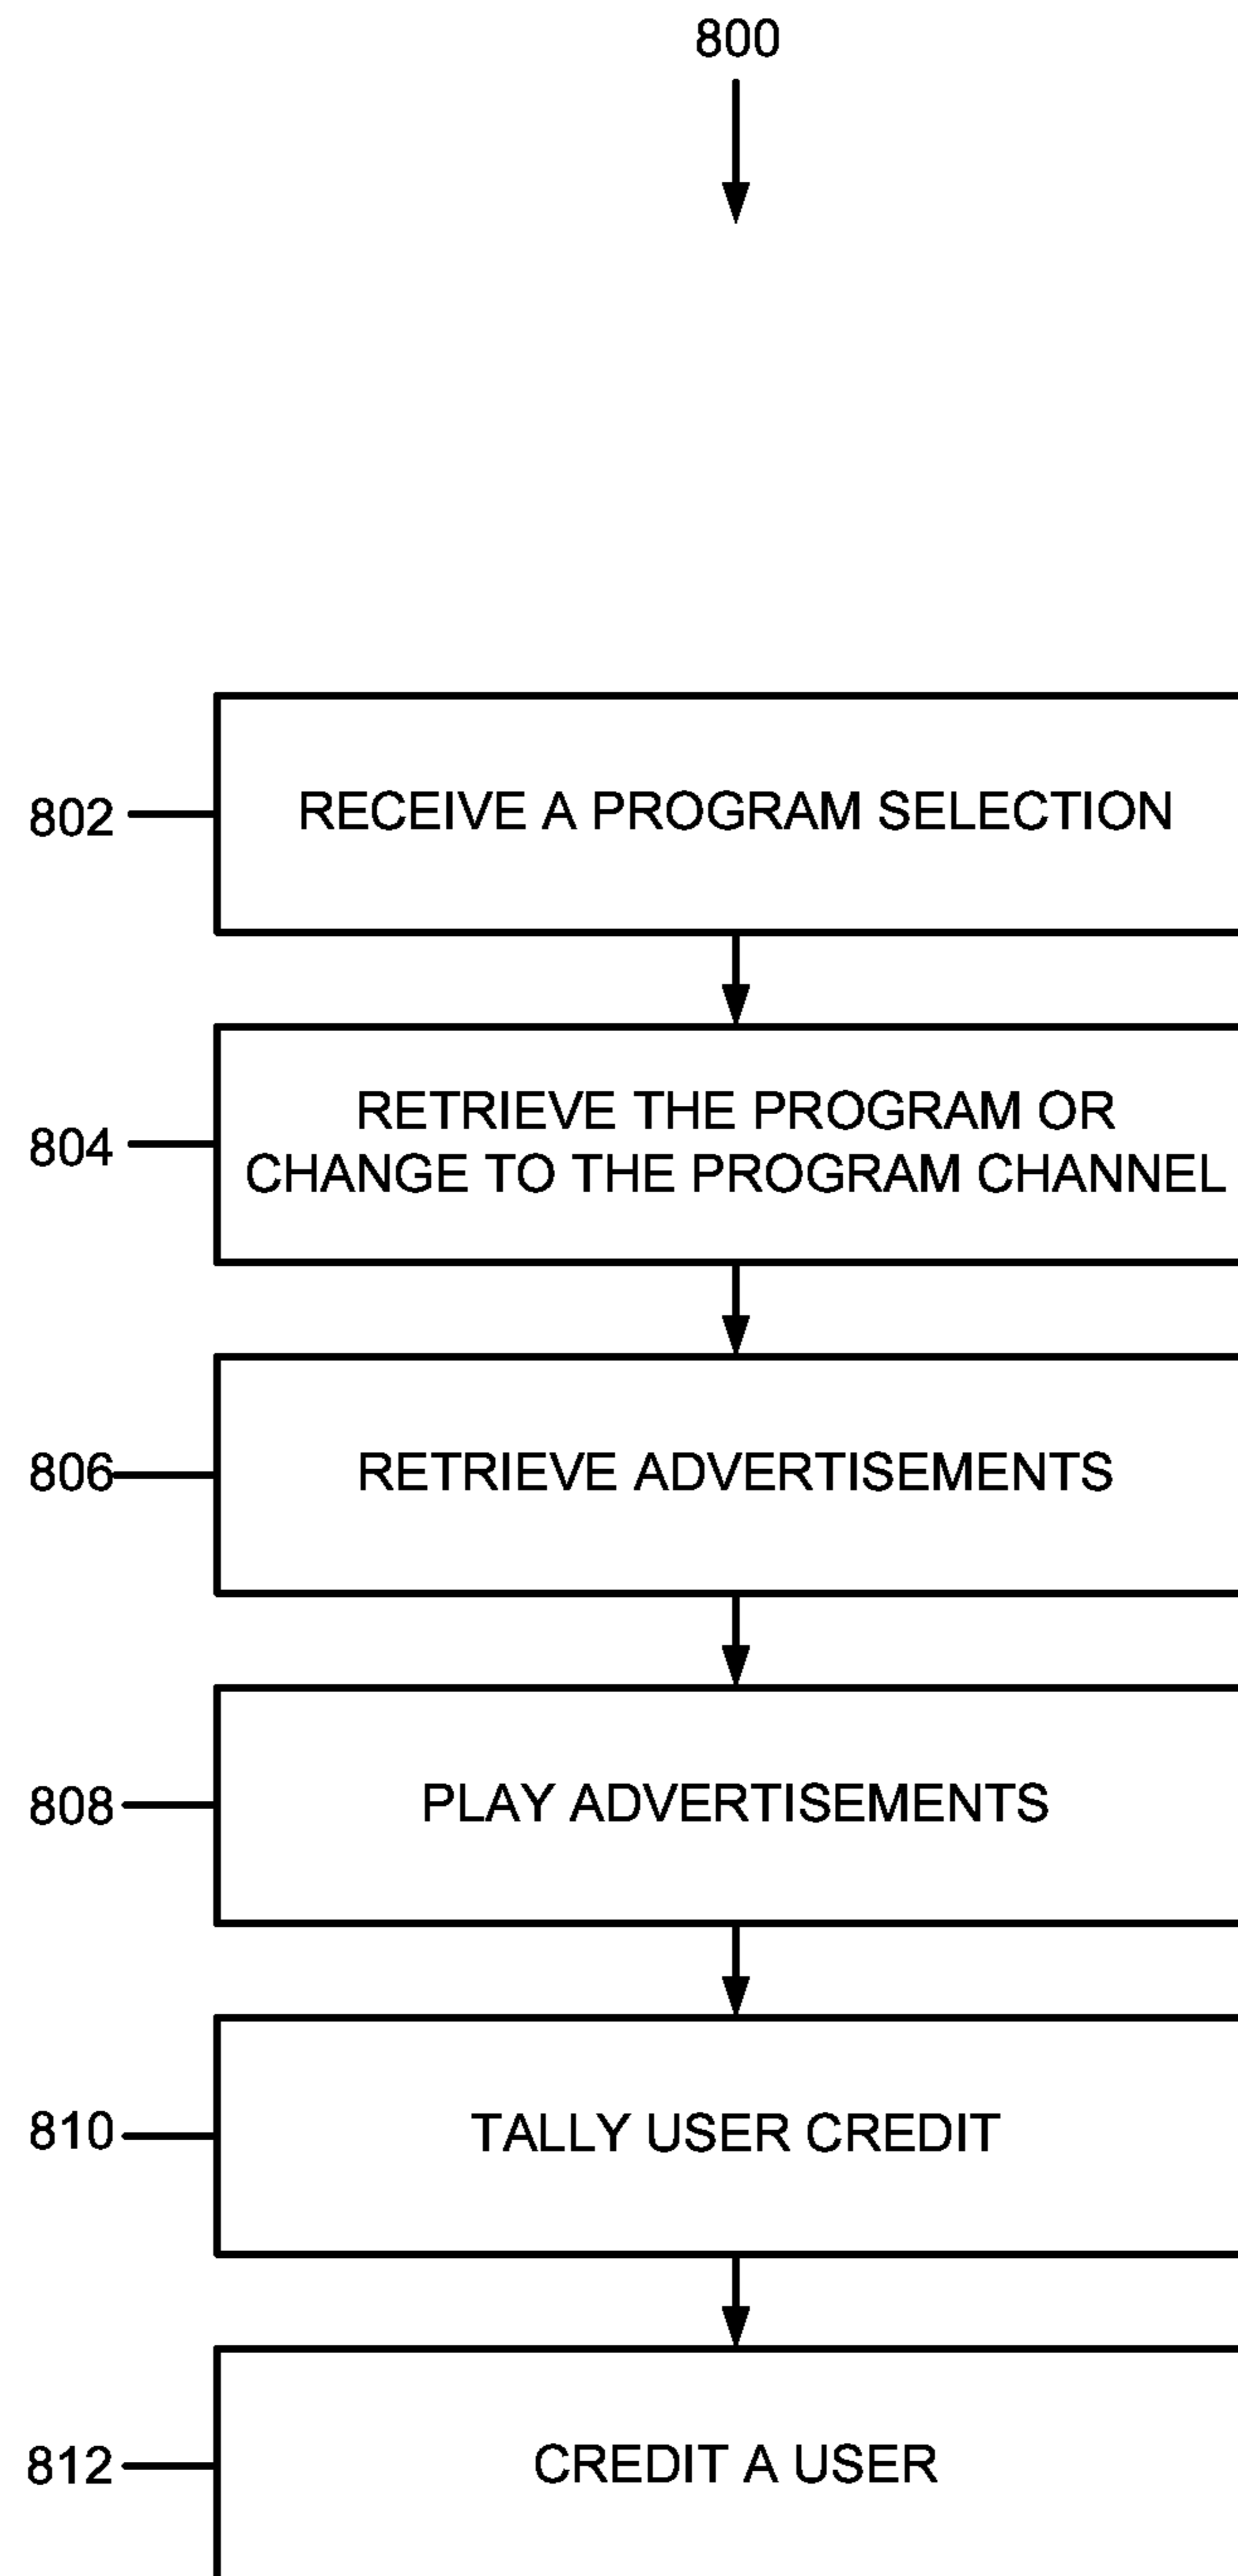 800
802
RECEIVE A PROGRAM SELECTION
804
RETRIEVE THE PROGRAM OR
CHANGE TO THE PROGRAM CHANNEL
806
RETRIEVE ADVERTISEMENTS
808
PLAY ADVERTISEMENTS
810
TALLY USER CREDIT
812
CREDIT A USER